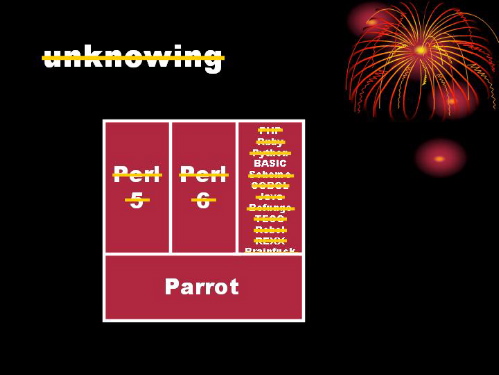 unknowing
Perl
5
Perl
6
PHP
Ruby
Python
BASIC
Scheme
COBOL
Java
Befunge
TECO
Rebol
REXX
Brainfuck
Parrot